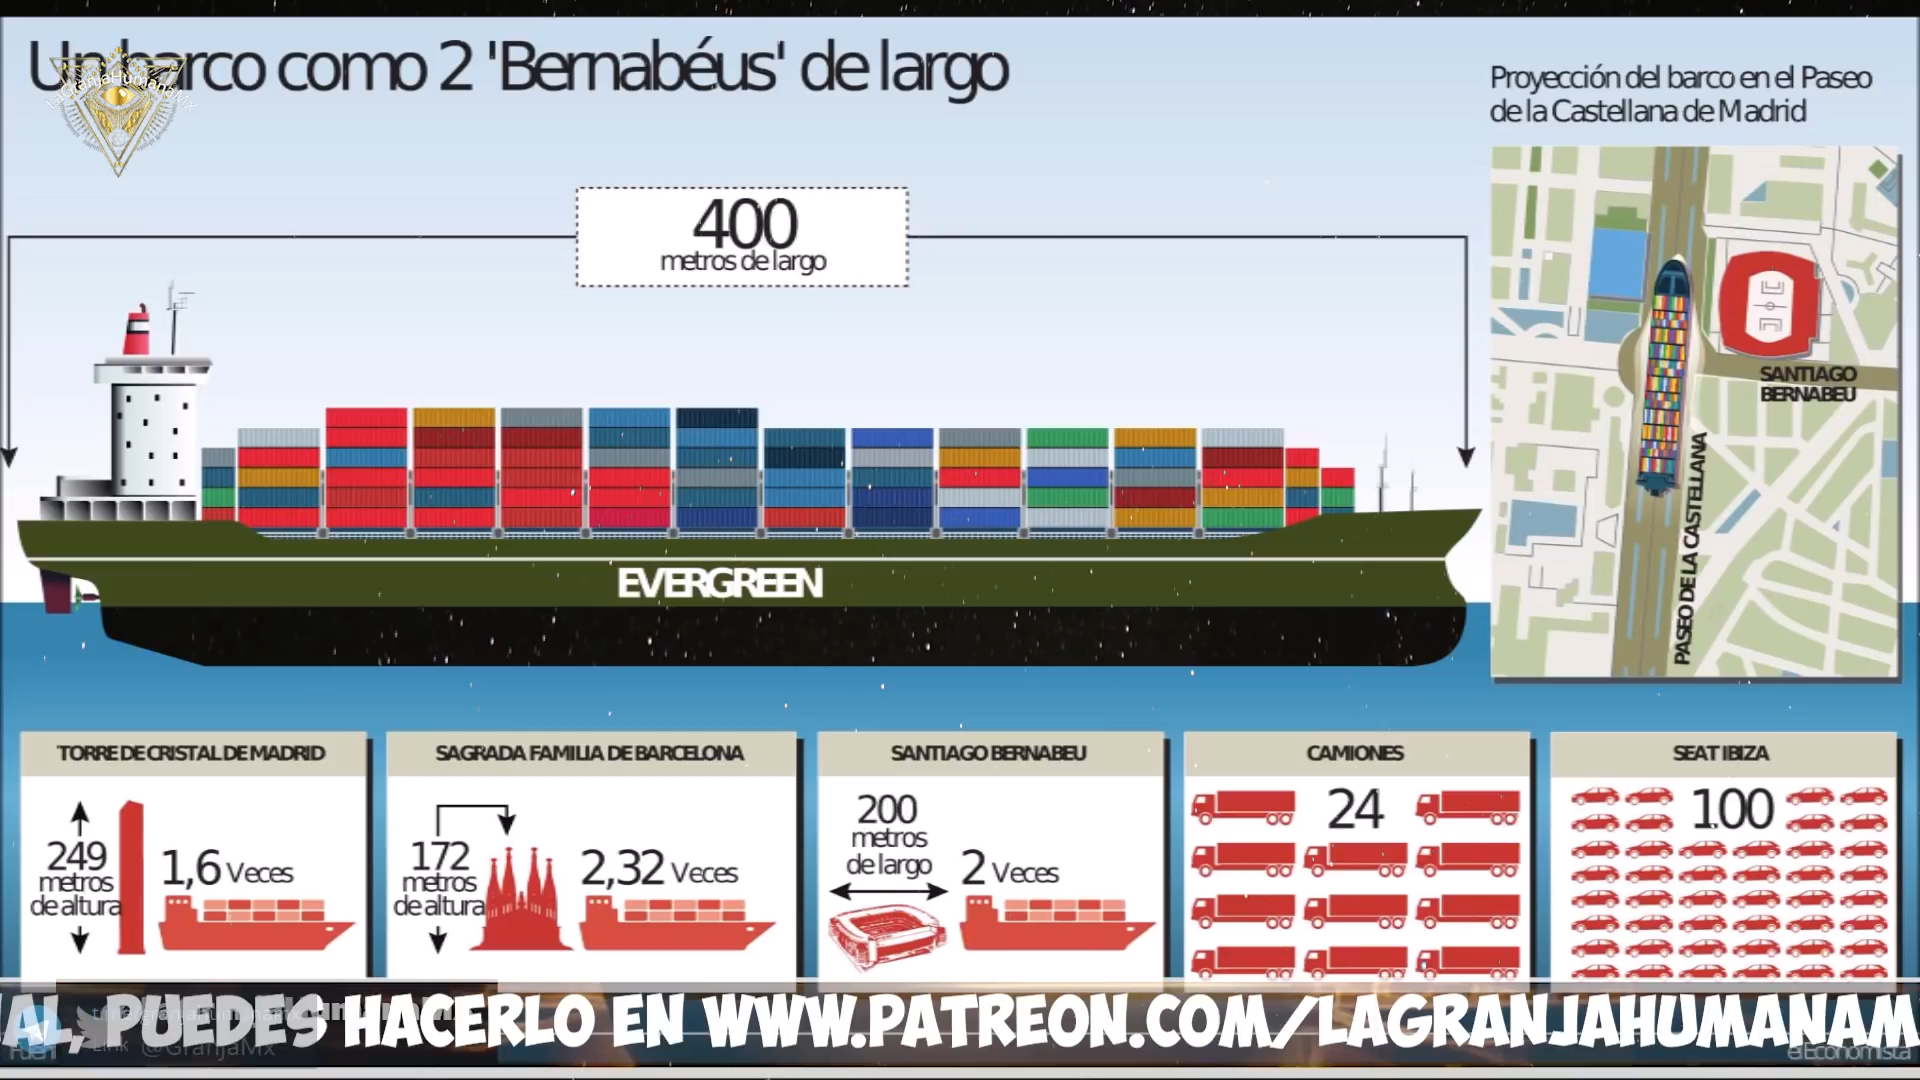 Un barco como 2 'Bernabéus' de largo
LaGranjaHumanaMx
Proyección del barco en el Paseo
de la Castellana de Madrid
400
metros de largo
SANTIAGO
BERNABEU
PASEO DE LA CASTELLANA
EVERGREEN
TORRE DE CRISTAL DE MADRID
249
metros
de altura
1,6 Veces
SAGRADA FAMILIA DE BARCELONA
172
metros
de altura
2,32 Veces
SANTIAGO BERNABEU
200
metros
de largo
2 Veces
CAMIONES
24
SEAT IBIZA
100
AL, PUEDES HACERLO EN WWW.PATREON.COM/LAGRANJAHUMANAM
@GranjaMx
elEconomista